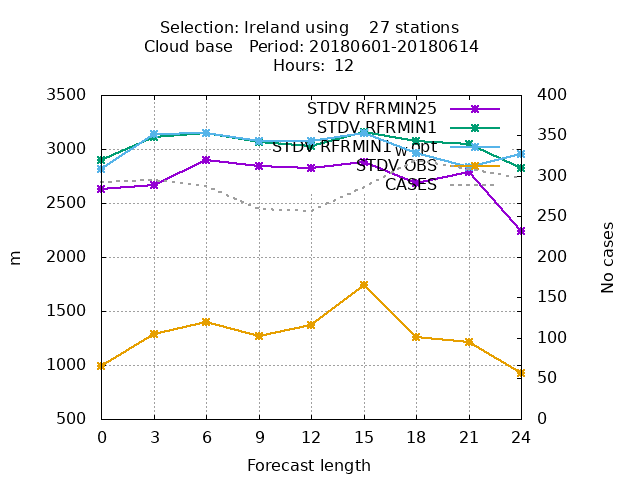 Selection: Ireland using    27 stations
Cloud base   Period: 20180601-20180614
Hours:  12
3500
3000
2500
2000
1500
1000
500
m
400
350
300
250
200
150
100
50
0
No cases
STDV RFRMIN25
STDV RFRMIN1
STDV RFRMIN1_w_opt
STDV OBS
CASES
0 3 6 9 12 15 18 21 24
Forecast length